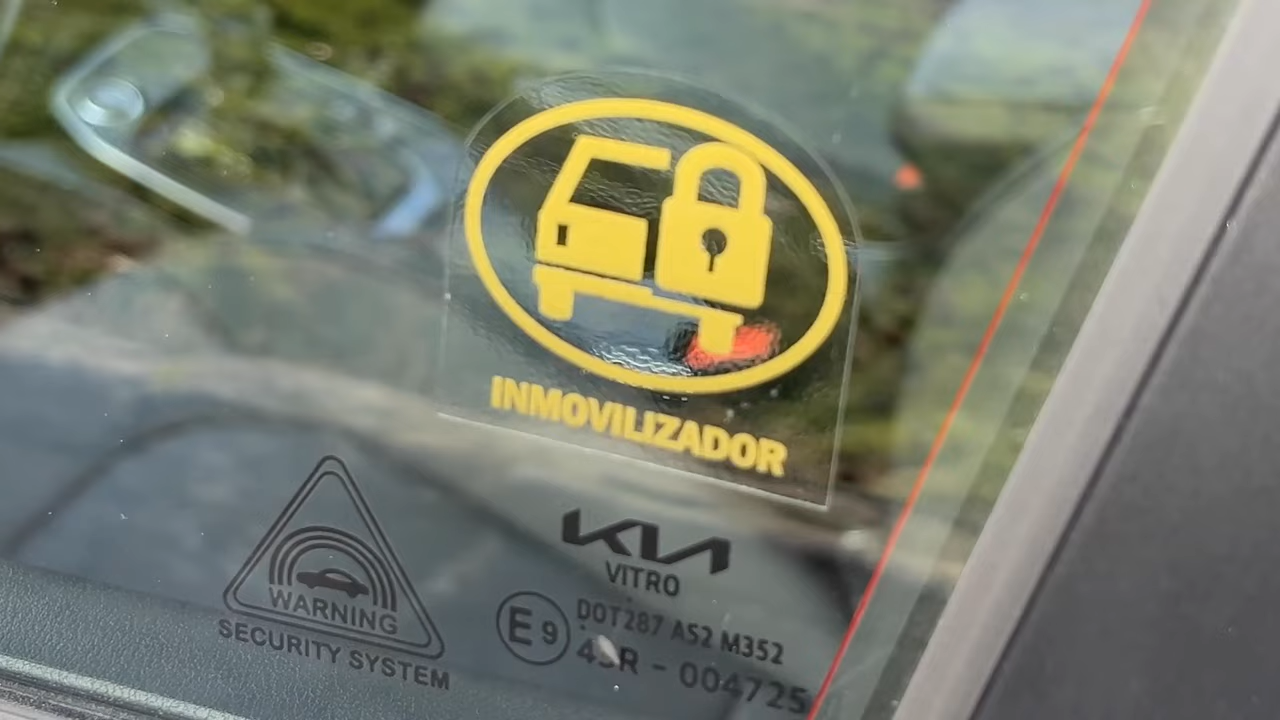 INMOVILIZADOR
WARNING
SECURITY SYSTEM
KIA
VITRO
E9
DOT287 AS2 M352
43R - 004725